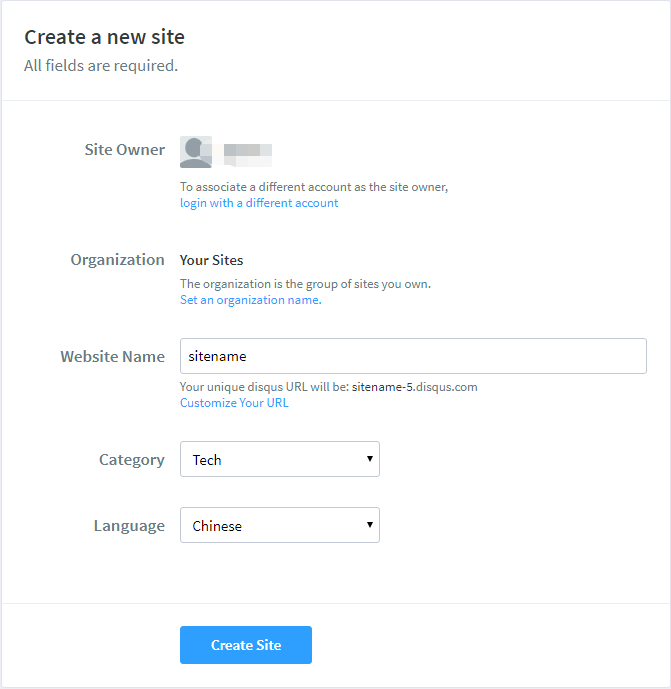 Create a new site
All fields are required.
Site Owner
To associate a different account as the site owner,
login with a different account
Organization
Your Sites
The organization is the group of sites you own.
Set an organization name.
Website Name
sitename
Your unique disqus URL will be: sitename-5.disqus.com
Customize Your URL
Category
Tech
Language
Chinese
Create Site